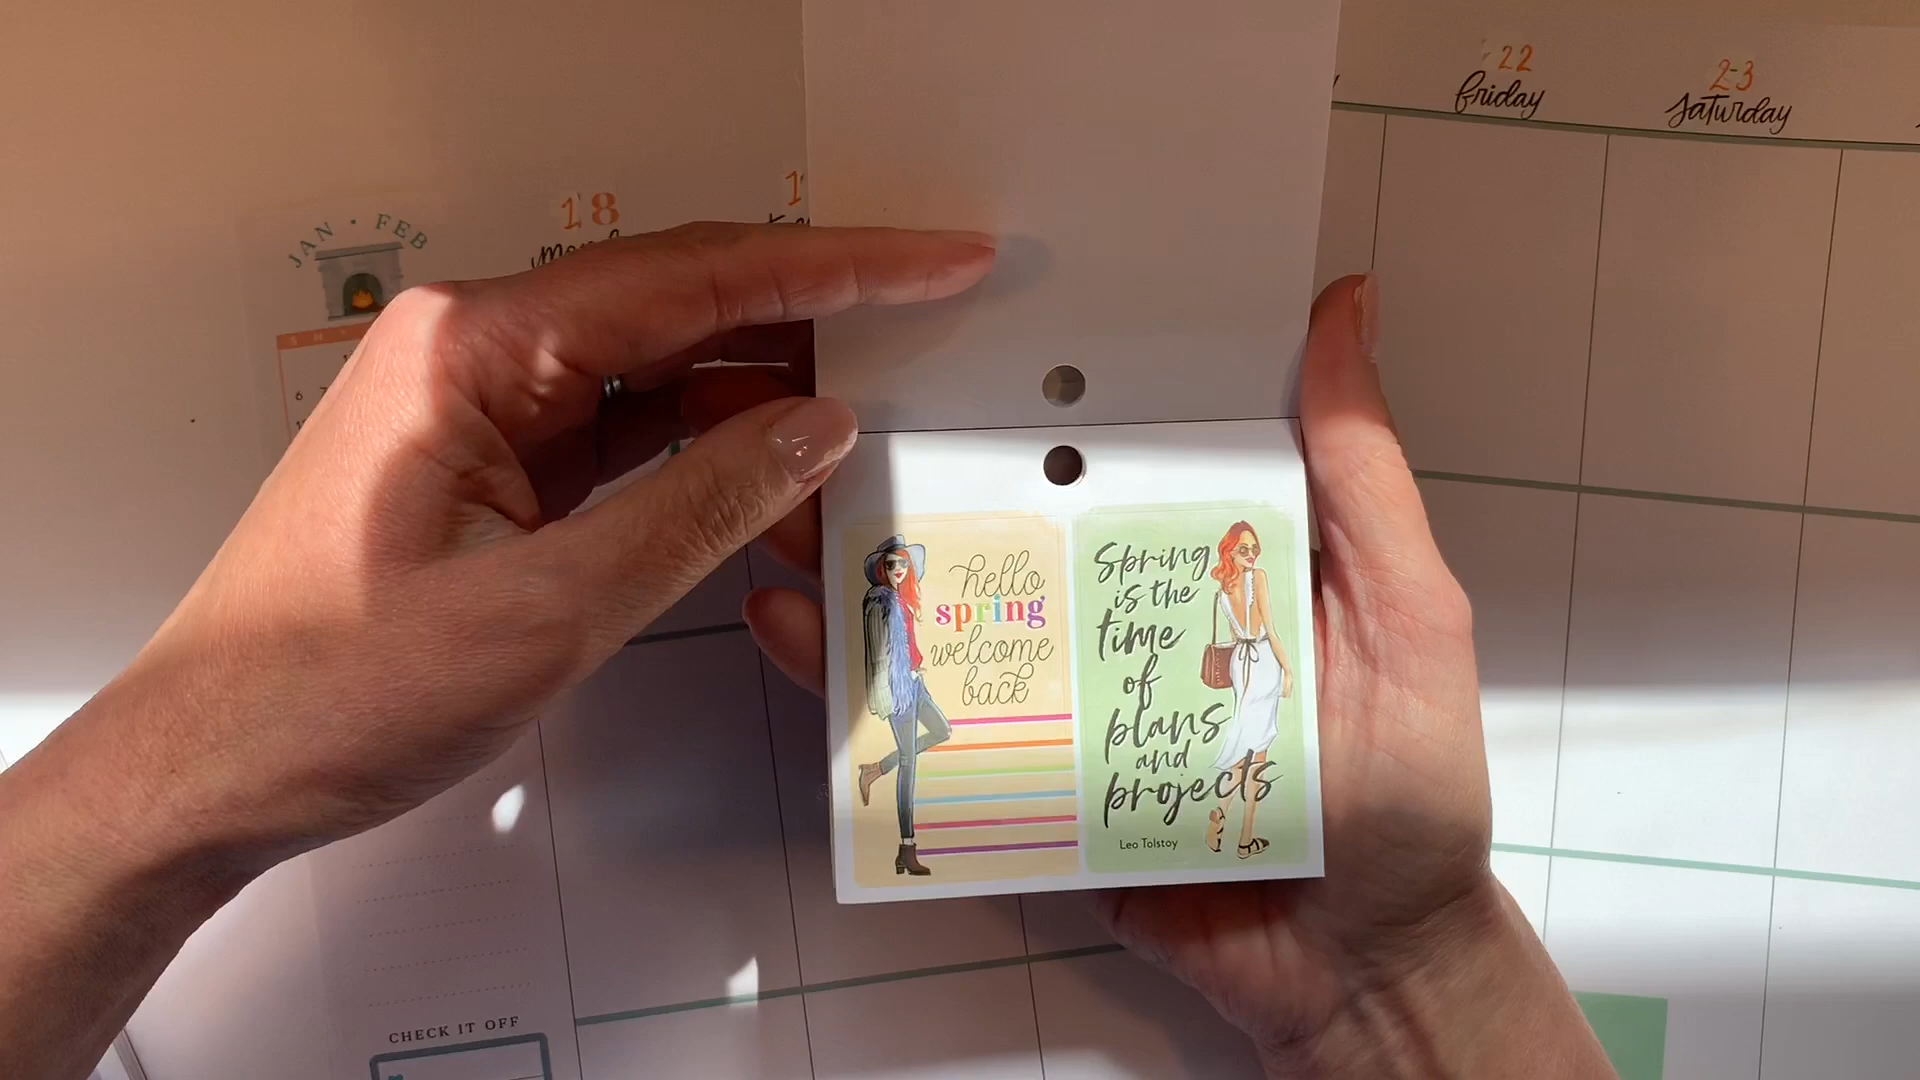 JAN • FEB
18
22
friday
23
saturday
hello
spring
welcome
back
Spring
is the
time
of
plans
and
projects
Leo Tolstoy
CHECK IT OFF